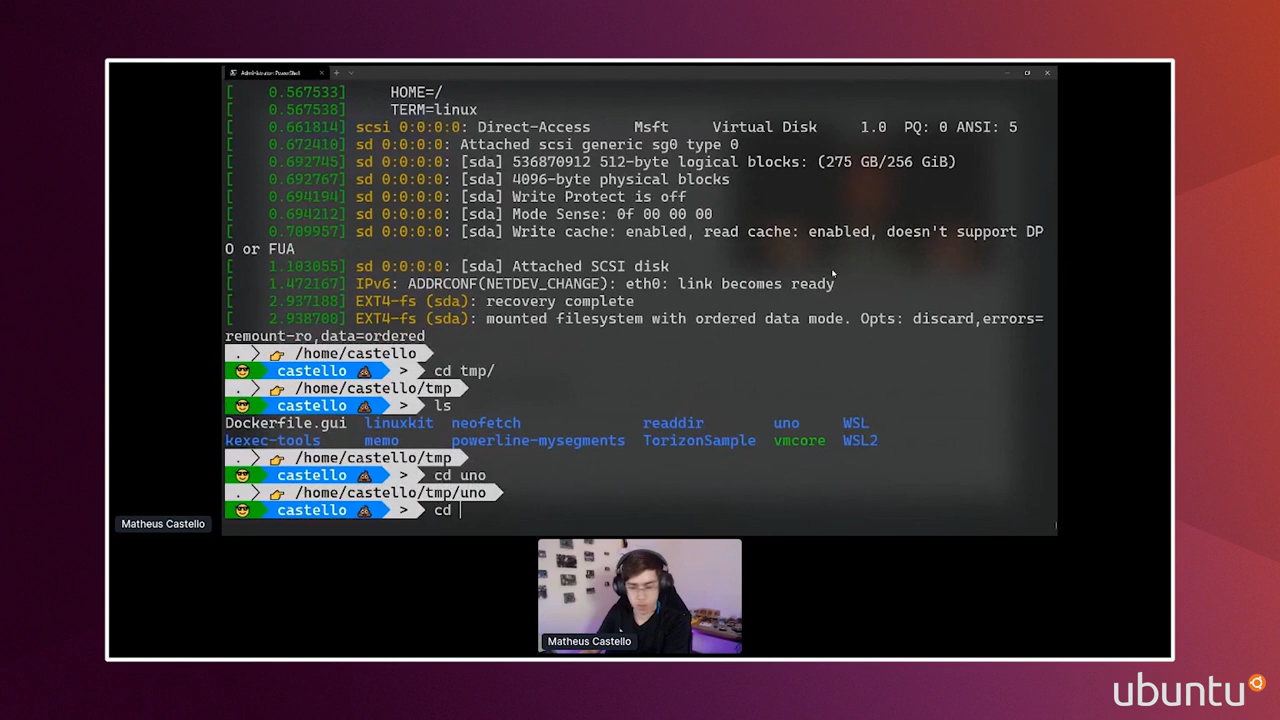 Administrator: PowerShell
[    0.567533]     HOME=/
[    0.567538]     TERM=linux
[    0.661814] scsi 0:0:0:0: Direct-Access     Msft     Virtual Disk     1.0  PQ: 0 ANSI: 5
[    0.672410] sd 0:0:0:0: Attached scsi generic sg0 type 0
[    0.692745] sd 0:0:0:0: [sda] 536870912 512-byte logical blocks: (275 GB/256 GiB)
[    0.692767] sd 0:0:0:0: [sda] 4096-byte physical blocks
[    0.694194] sd 0:0:0:0: [sda] Write Protect is off
[    0.694212] sd 0:0:0:0: [sda] Mode Sense: 0f 00 00 00
[    0.709957] sd 0:0:0:0: [sda] Write cache: enabled, read cache: enabled, doesn't support DP
O or FUA
[    1.103055] sd 0:0:0:0: [sda] Attached SCSI disk
[    1.472167] IPv6: ADDRCONF(NETDEV_CHANGE): eth0: link becomes ready
[    2.937188] EXT4-fs (sda): recovery complete
[    2.938700] EXT4-fs (sda): mounted filesystem with ordered data mode. Opts: discard,errors=
remount-ro,data=ordered
. > 👉 /home/castello
😎 castello 💩 > cd tmp/
. > 👉 /home/castello/tmp
😎 castello 💩 > ls
Dockerfile.gui  linuxkit  neofetch  readdir  uno  WSL
kexec-tools  memo  powerline-mysegments  TorizonSample  vmcore  WSL2
. > 👉 /home/castello/tmp
😎 castello 💩 > cd uno
. > 👉 /home/castello/tmp/uno
😎 castello 💩 > cd
Matheus Castello
Matheus Castello
ubuntu